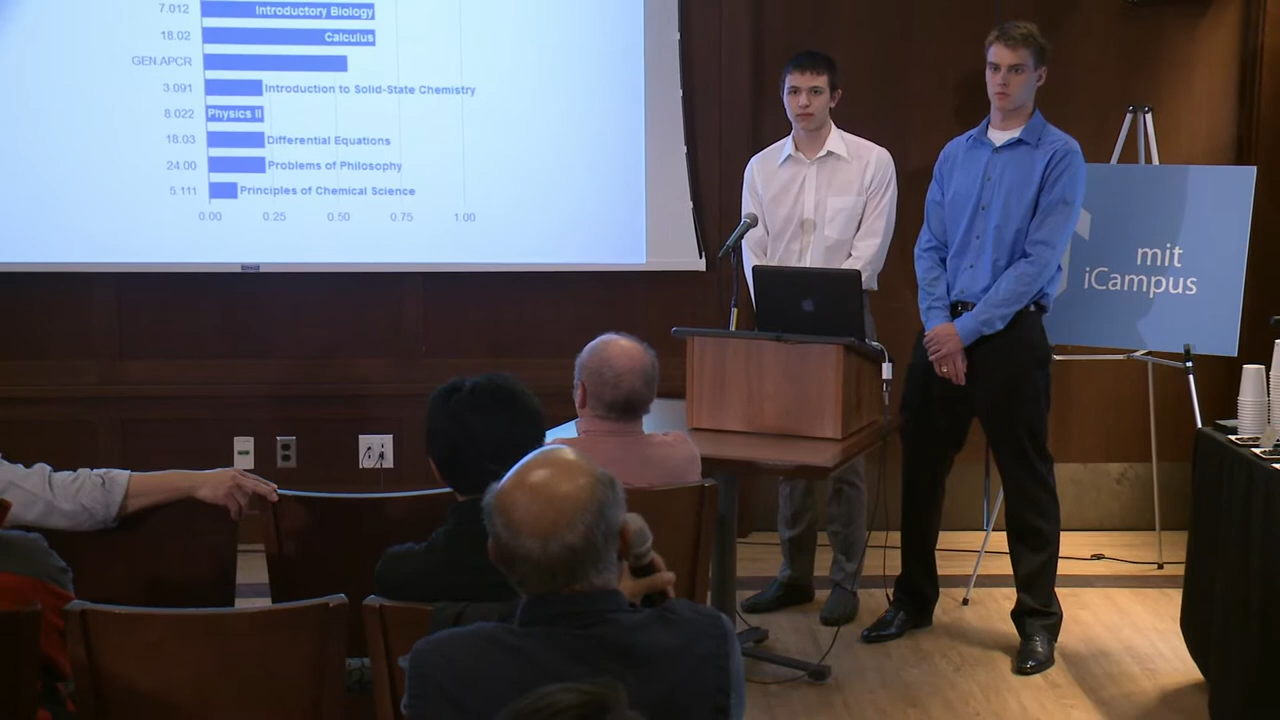 7.012 Introductory Biology
18.02 Calculus
GEN.APCR
3.091 Introduction to Solid-State Chemistry
8.022 Physics II
18.03 Differential Equations
24.00 Problems of Philosophy
5.111 Principles of Chemical Science
0.00 0.25 0.50 0.75 1.00
mit
iCampus